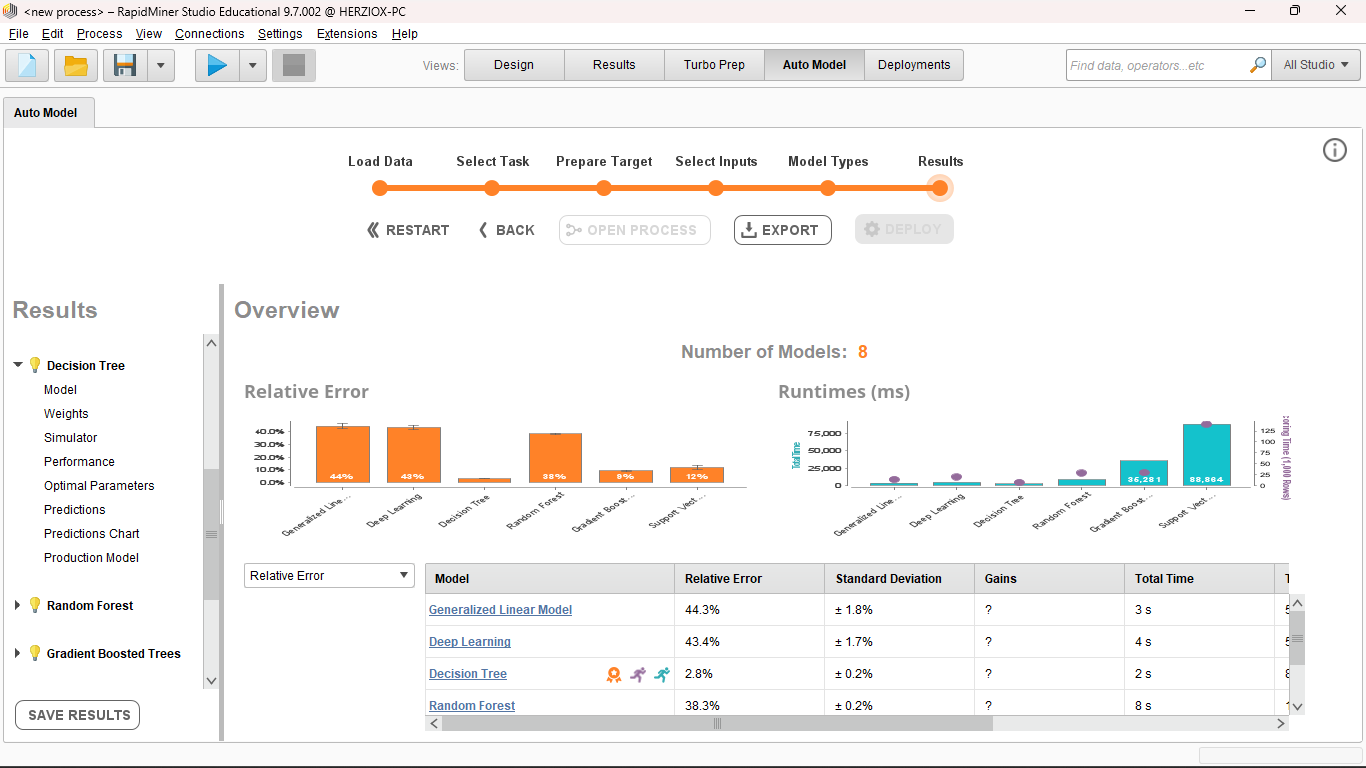 <new process> – RapidMiner Studio Educational 9.7.002 @ HERZIOX-PC
File Edit Process View Connections Settings Extensions Help
Views: Design Results Turbo Prep Auto Model Deployments
Find data, operators...etc
All Studio
Auto Model
Load Data Select Task Prepare Target Select Inputs Model Types Results
RESTART BACK OPEN PROCESS EXPORT DEPLOY
Results
Decision Tree
Model
Weights
Simulator
Performance
Optimal Parameters
Predictions
Predictions Chart
Production Model
Random Forest
Gradient Boosted Trees
SAVE RESULTS
Overview
Number of Models: 8
Relative Error
40.0%
30.0%
20.0%
10.0%
0.0%
44% 43% 38% 9% 12%
Generalized Line... Deep Learning Decision Tree Random Forest Gradient Boost... Support Vect...
Runtimes (ms)
Total Time
75,000
50,000
25,000
0
125
100
75
50
25
0
oring Time (1,000 Rows)
Generalized Line... Deep Learning Decision Tree Random Forest Gradient Boost... Support Vect...
Relative Error
Model Relative Error Standard Deviation Gains Total Time
Generalized Linear Model 44.3% ± 1.8% ? 3 s
Deep Learning 43.4% ± 1.7% ? 4 s
Decision Tree 2.8% ± 0.2% ? 2 s
Random Forest 38.3% ± 0.2% ? 8 s